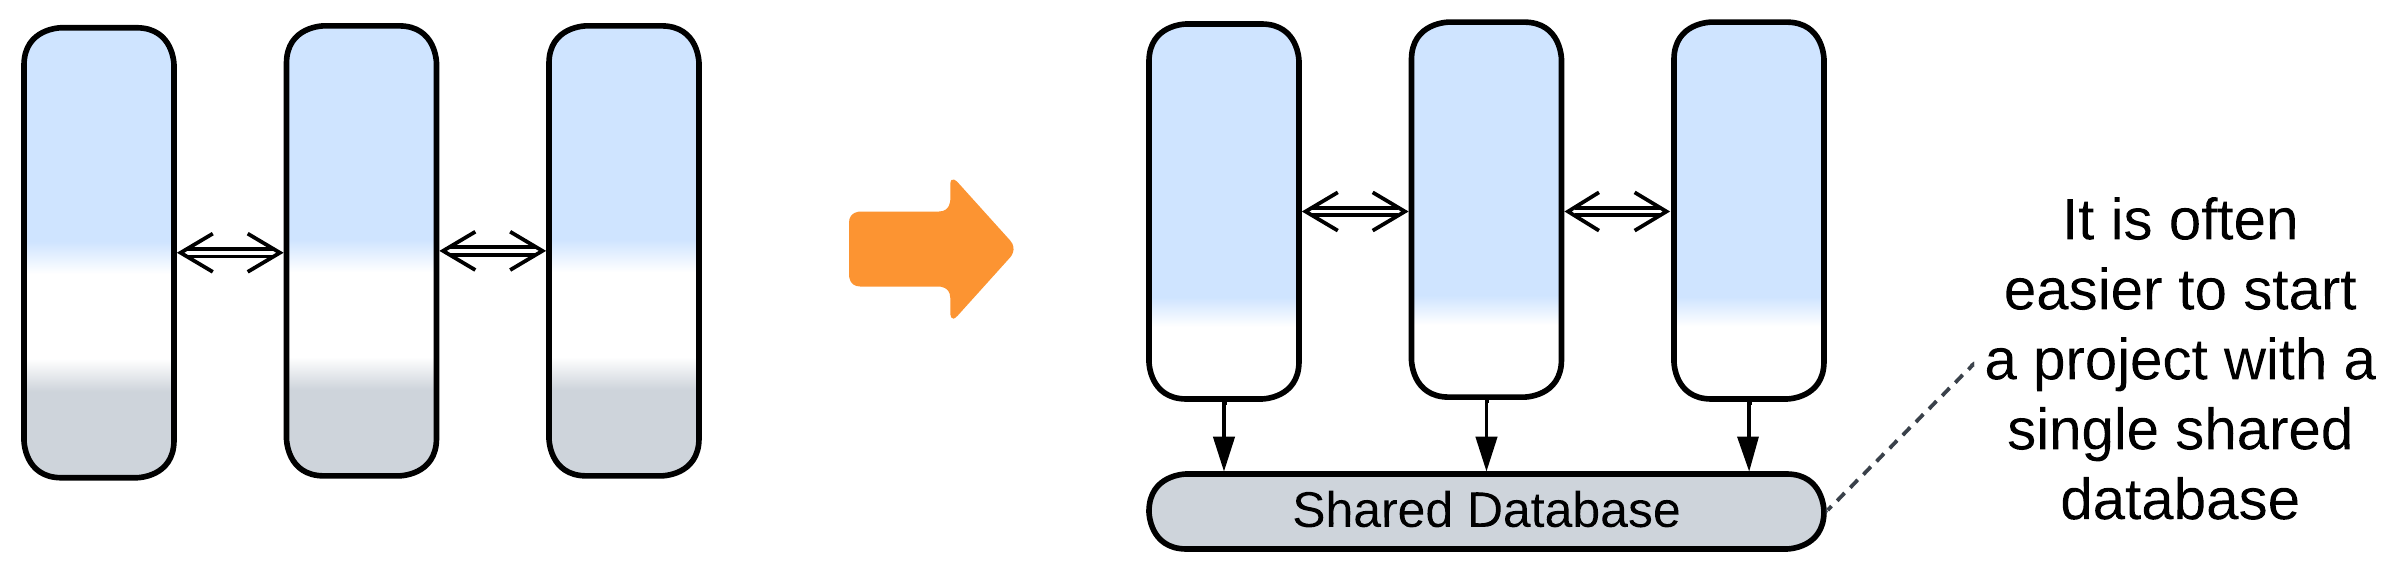 Shared Database
It is often
easier to start
a project with a
single shared
database